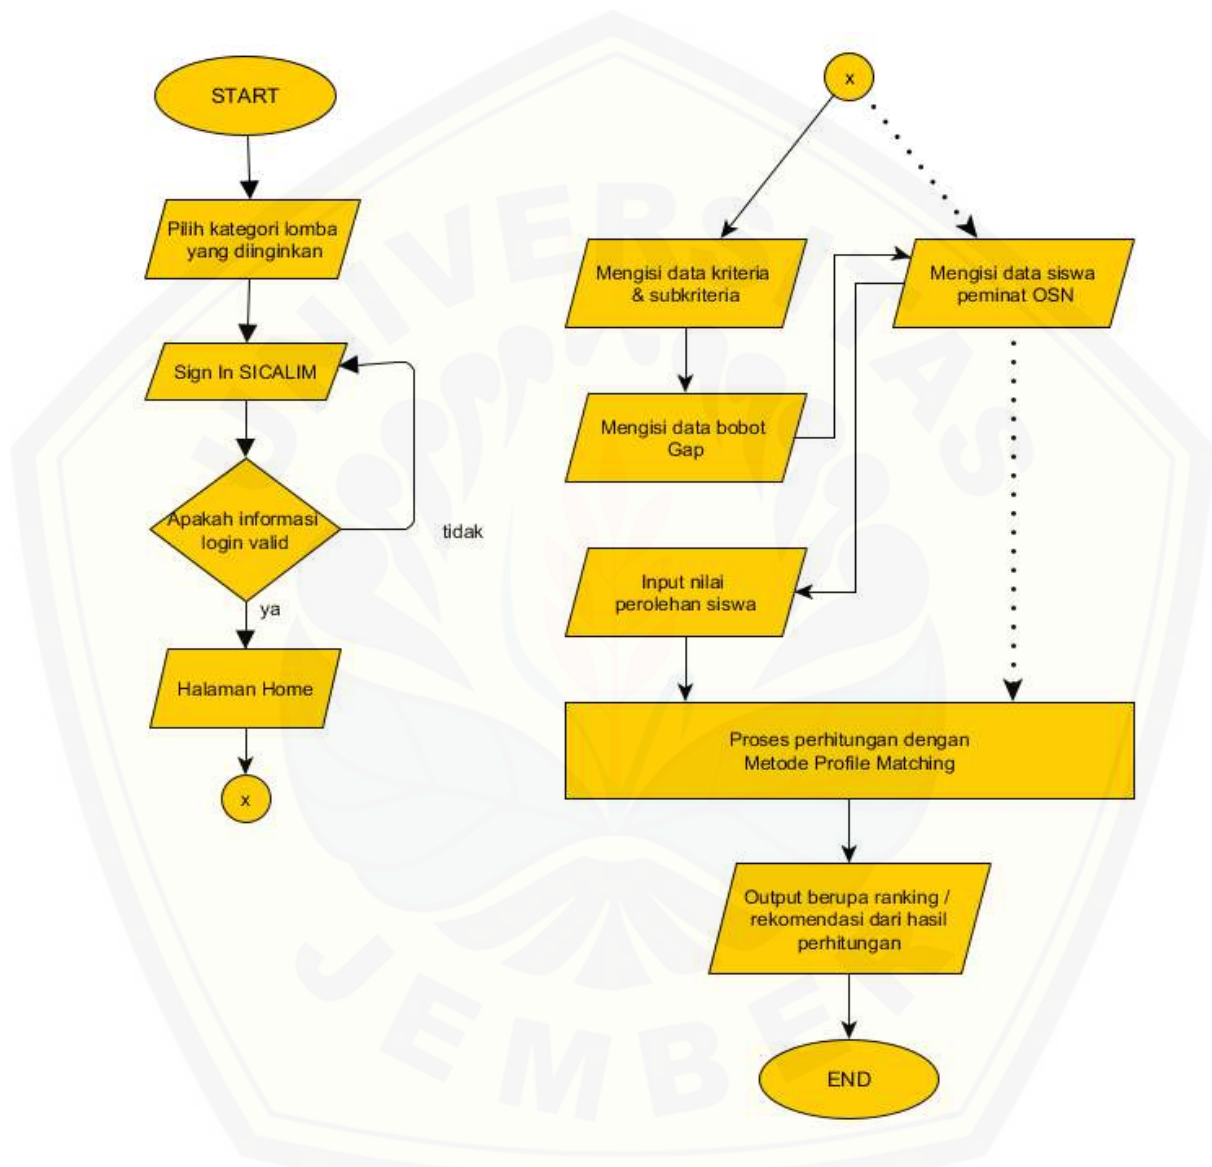 START
Pilih kategori lomba
yang diinginkan
Sign In SICALIM
Apakah informasi
login valid
tidak
ya
Halaman Home
x
x
Mengisi data kriteria
& subkriteria
Mengisi data siswa
peminat OSN
Mengisi data bobot
Gap
Input nilai
perolehan siswa
Proses perhitungan dengan
Metode Profile Matching
Output berupa ranking /
rekomendasi dari hasil
perhitungan
END
UNIVERSITAS
JEMBER